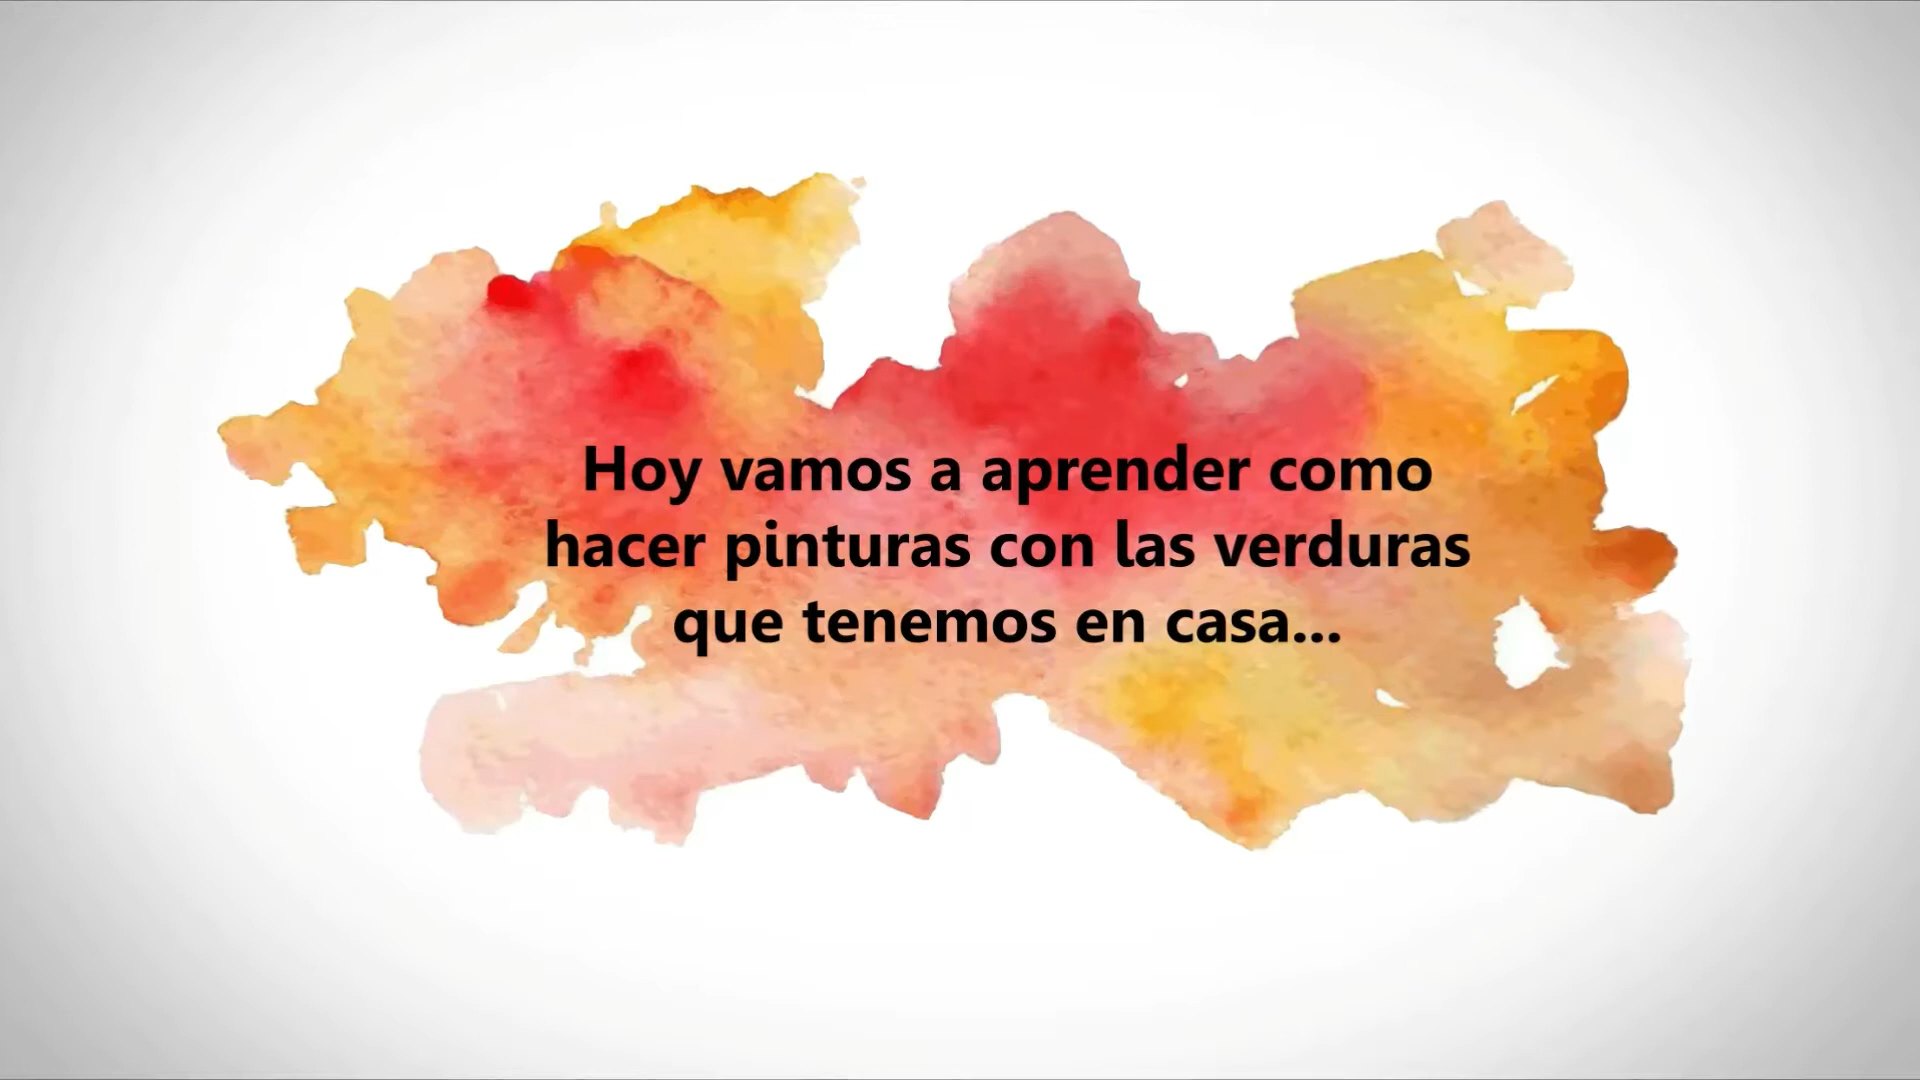 Hoy vamos a aprender como
hacer pinturas con las verduras
que tenemos en casa...